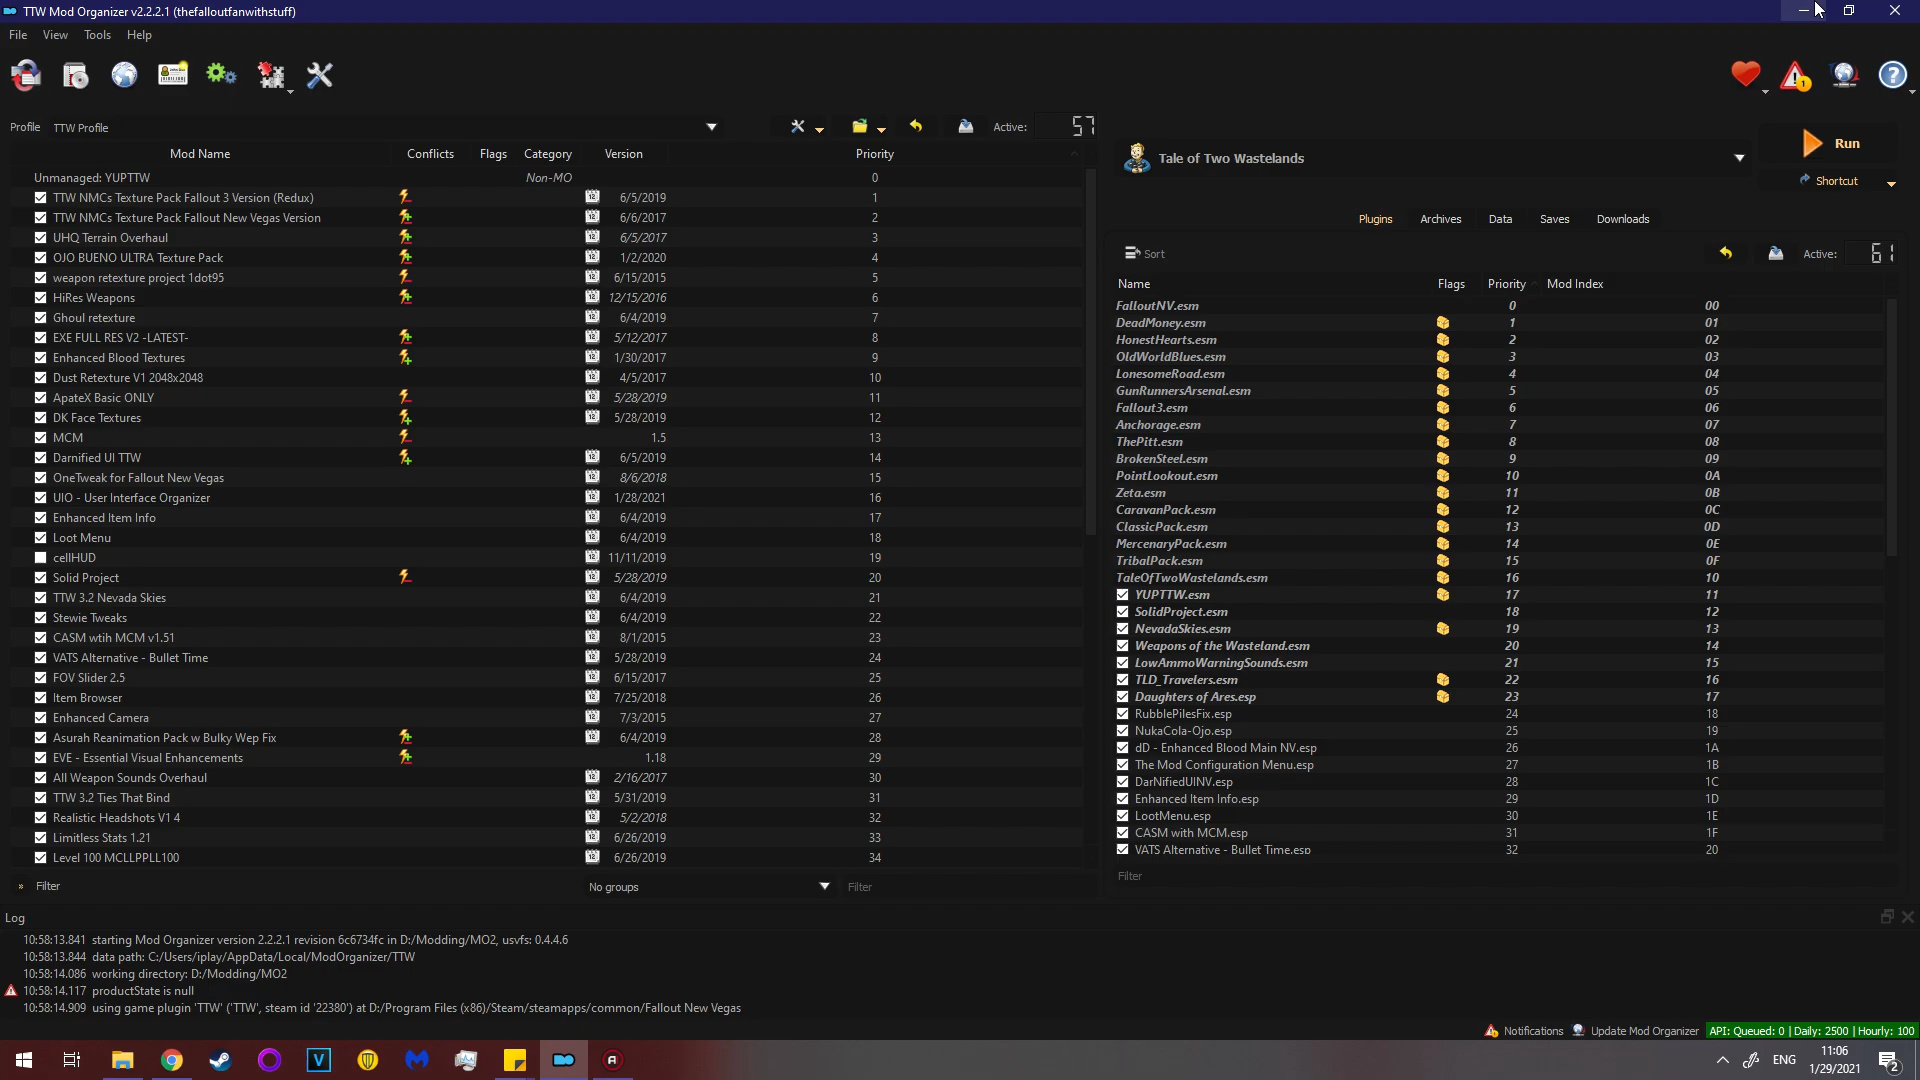 TTW Mod Organizer v2.2.2.1 (thefalloutfanwithstuff)
File View Tools Help
Profile TTW Profile Active: 57
Mod Name Conflicts Flags Category Version Priority
Unmanaged: YUPTTW Non-MO 0
TTW NMCs Texture Pack Fallout 3 Version (Redux) 6/5/2019 1
TTW NMCs Texture Pack Fallout New Vegas Version 6/6/2017 2
UHQ Terrain Overhaul 6/5/2017 3
OJO BUENO ULTRA Texture Pack 1/2/2020 4
weapon retexture project 1dot95 6/15/2015 5
HiRes Weapons 12/15/2016 6
Ghoul retexture 6/4/2019 7
EXE FULL RES V2 -LATEST- 5/12/2017 8
Enhanced Blood Textures 1/30/2017 9
Dust Retexture V1 2048x2048 4/5/2017 10
ApateX Basic ONLY 5/28/2019 11
DK Face Textures 5/28/2019 12
MCM 1.5 13
Darnified UI TTW 6/5/2019 14
OneTweak for Fallout New Vegas 8/6/2018 15
UIO - User Interface Organizer 1/28/2021 16
Enhanced Item Info 6/4/2019 17
Loot Menu 6/4/2019 18
cellHUD 11/11/2019 19
Solid Project 5/28/2019 20
TTW 3.2 Nevada Skies 6/4/2019 21
Stewie Tweaks 6/4/2019 22
CASM wtih MCM v1.51 8/1/2015 23
VATS Alternative - Bullet Time 5/28/2019 24
FOV Slider 2.5 6/15/2017 25
Item Browser 7/25/2018 26
Enhanced Camera 7/3/2015 27
Asurah Reanimation Pack w Bulky Wep Fix 6/4/2019 28
EVE - Essential Visual Enhancements 1.18 29
All Weapon Sounds Overhaul 2/16/2017 30
TTW 3.2 Ties That Bind 5/31/2019 31
Realistic Headshots V1 4 5/2/2018 32
Limitless Stats 1.21 6/26/2019 33
Level 100 MCLLPPLL100 6/26/2019 34
» Filter No groups Filter
Tale of Two Wastelands
Run
Shortcut
Plugins Archives Data Saves Downloads
Sort Active: 61
Name Flags Priority Mod Index
FalloutNV.esm 0 00
DeadMoney.esm 1 01
HonestHearts.esm 2 02
OldWorldBlues.esm 3 03
LonesomeRoad.esm 4 04
GunRunnersArsenal.esm 5 05
Fallout3.esm 6 06
Anchorage.esm 7 07
ThePitt.esm 8 08
BrokenSteel.esm 9 09
PointLookout.esm 10 0A
Zeta.esm 11 0B
CaravanPack.esm 12 0C
ClassicPack.esm 13 0D
MercenaryPack.esm 14 0E
TribalPack.esm 15 0F
TaleOfTwoWastelands.esm 16 10
YUPTTW.esm 17 11
SolidProject.esm 18 12
NevadaSkies.esm 19 13
Weapons of the Wasteland.esm 20 14
LowAmmoWarningSounds.esm 21 15
TLD_Travelers.esm 22 16
Daughters of Ares.esp 23 17
RubblePilesFix.esp 24 18
NukaCola-Ojo.esp 25 19
dD - Enhanced Blood Main NV.esp 26 1A
The Mod Configuration Menu.esp 27 1B
DarNifiedUINV.esp 28 1C
Enhanced Item Info.esp 29 1D
LootMenu.esp 30 1E
CASM with MCM.esp 31 1F
VATS Alternative - Bullet Time.esp 32 20
Filter
Log
10:58:13.841 starting Mod Organizer version 2.2.2.1 revision 6c6734fc in D:/Modding/MO2, usvfs: 0.4.4.6
10:58:13.844 data path: C:/Users/iplay/AppData/Local/ModOrganizer/TTW
10:58:14.086 working directory: D:/Modding/MO2
10:58:14.117 productState is null
10:58:14.909 using game plugin 'TTW' ('TTW', steam id '22380') at D:/Program Files (x86)/Steam/steamapps/common/Fallout New Vegas
Notifications Update Mod Organizer API: Queued: 0 | Daily: 2500 | Hourly: 100
ENG 11:06
1/29/2021 2